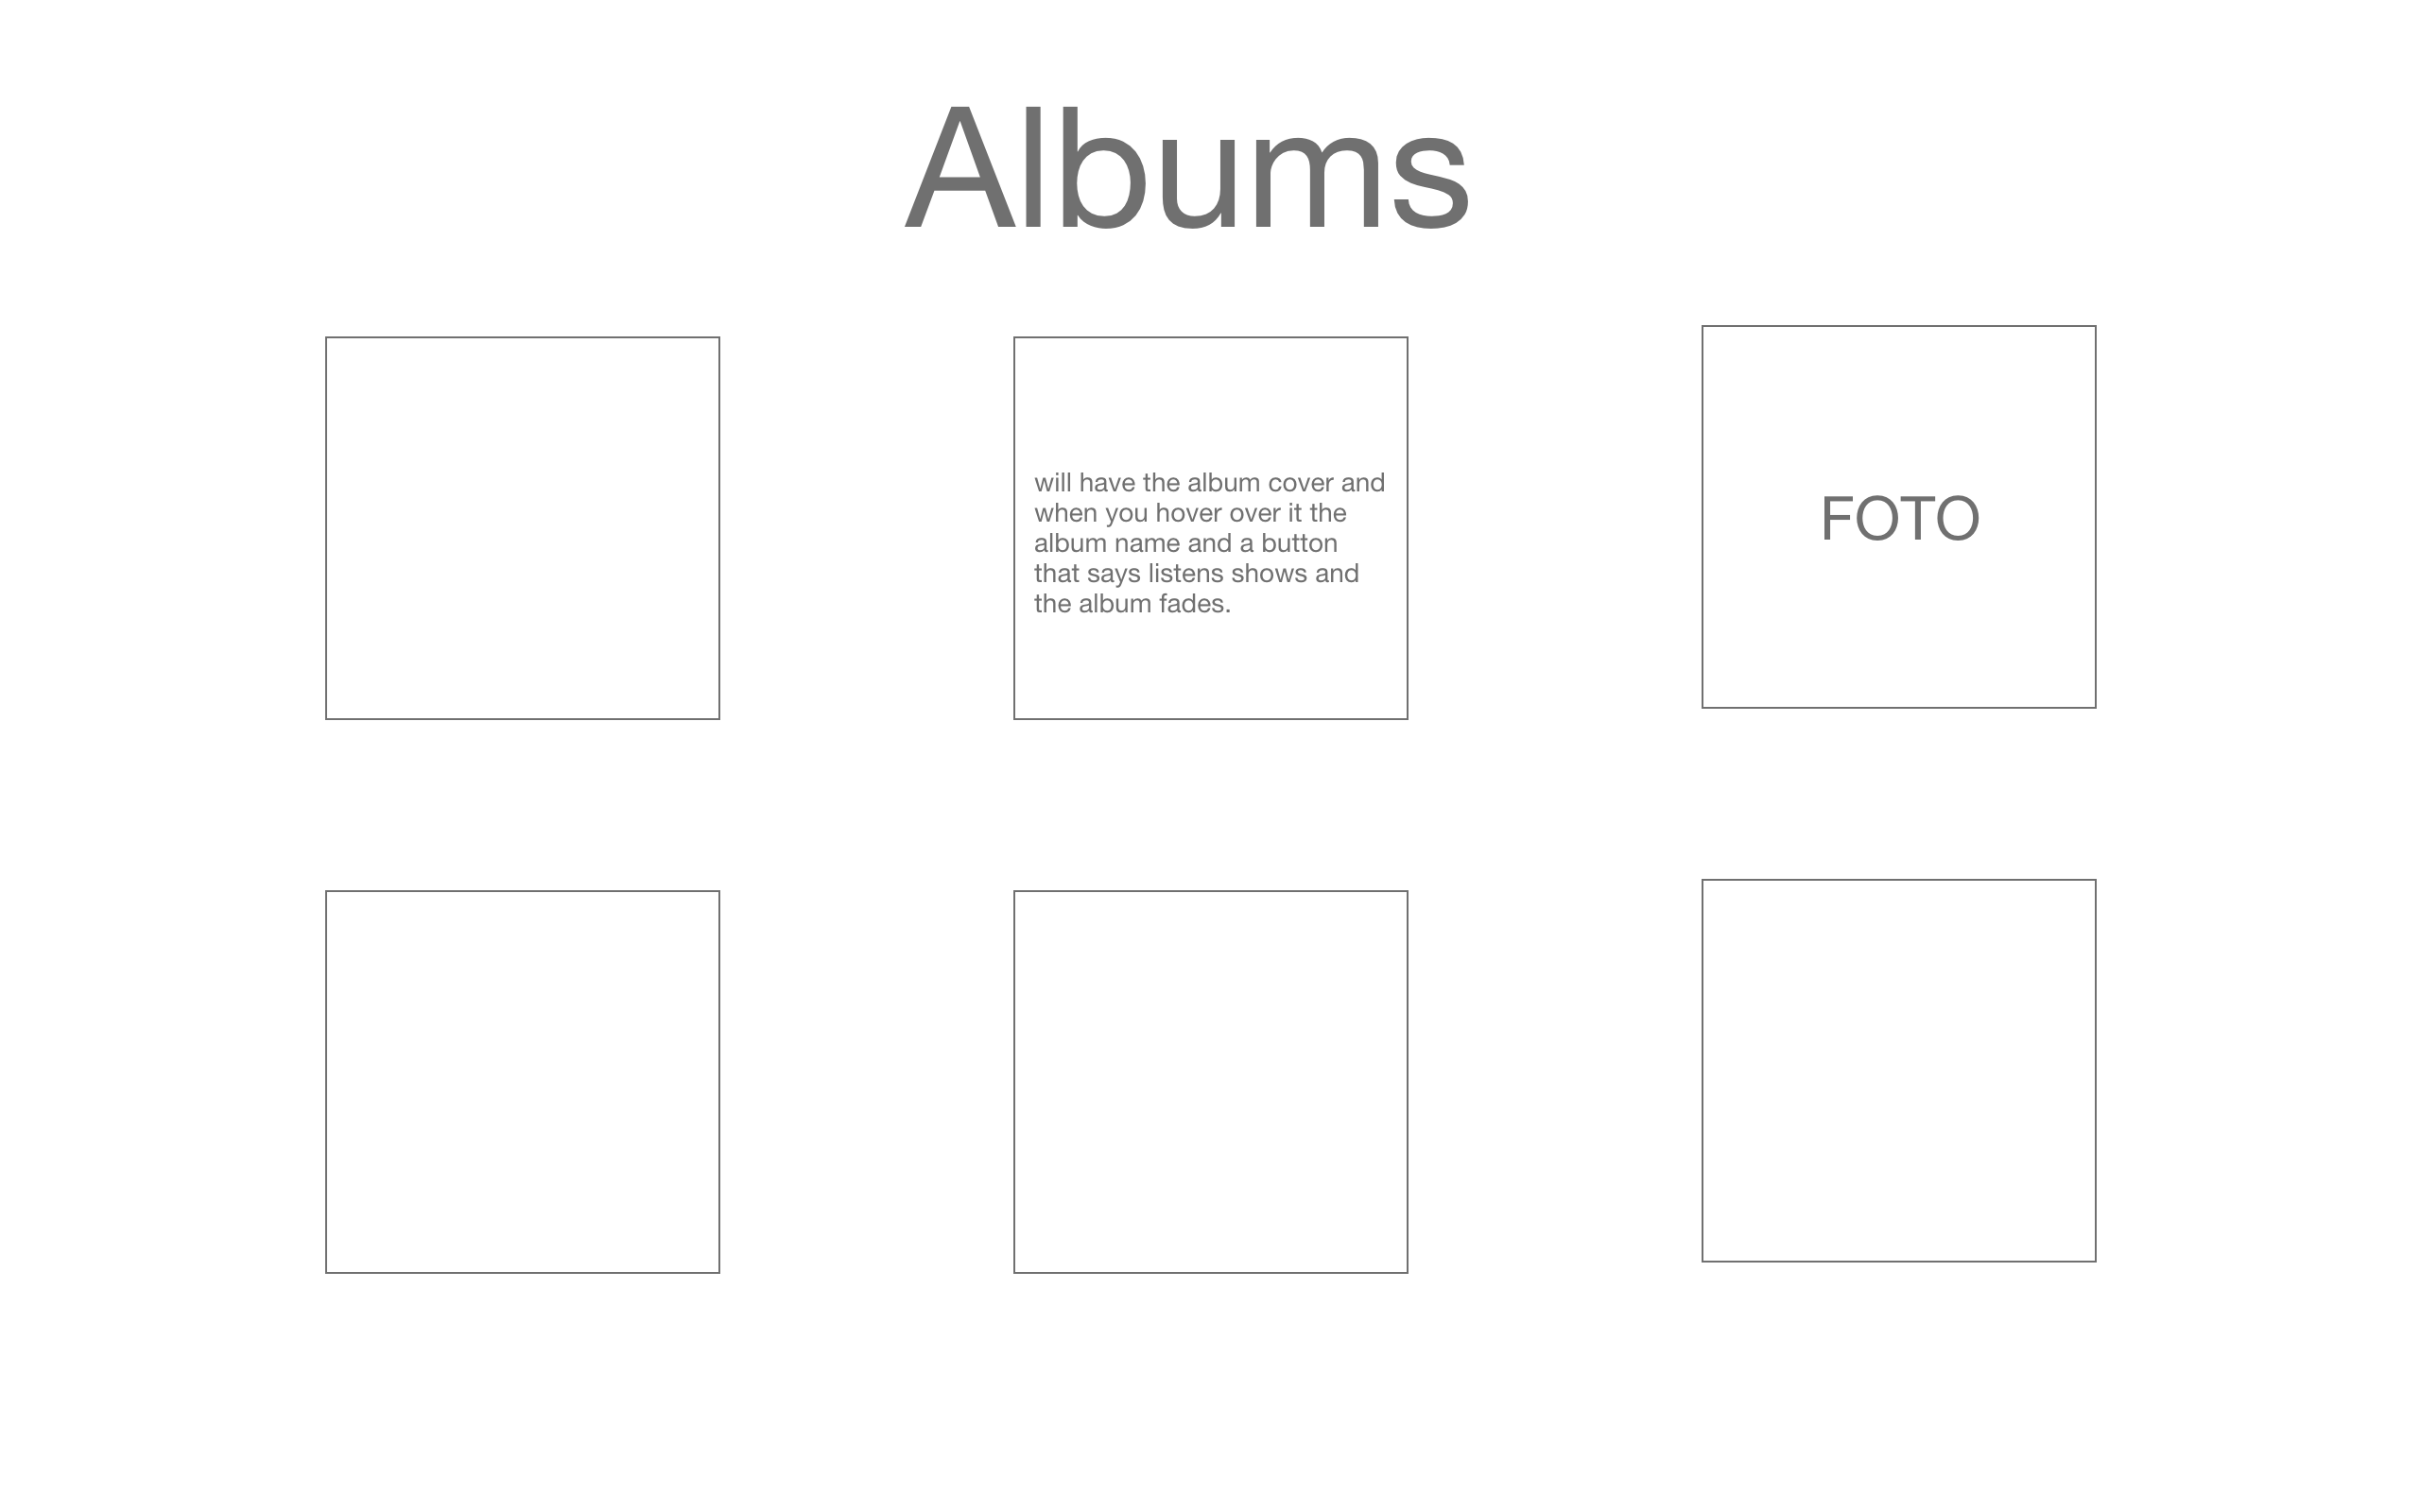 Albums
will have the album cover and
when you hover over it the
album name and a button
that says listens shows and
the album fades.
FOTO